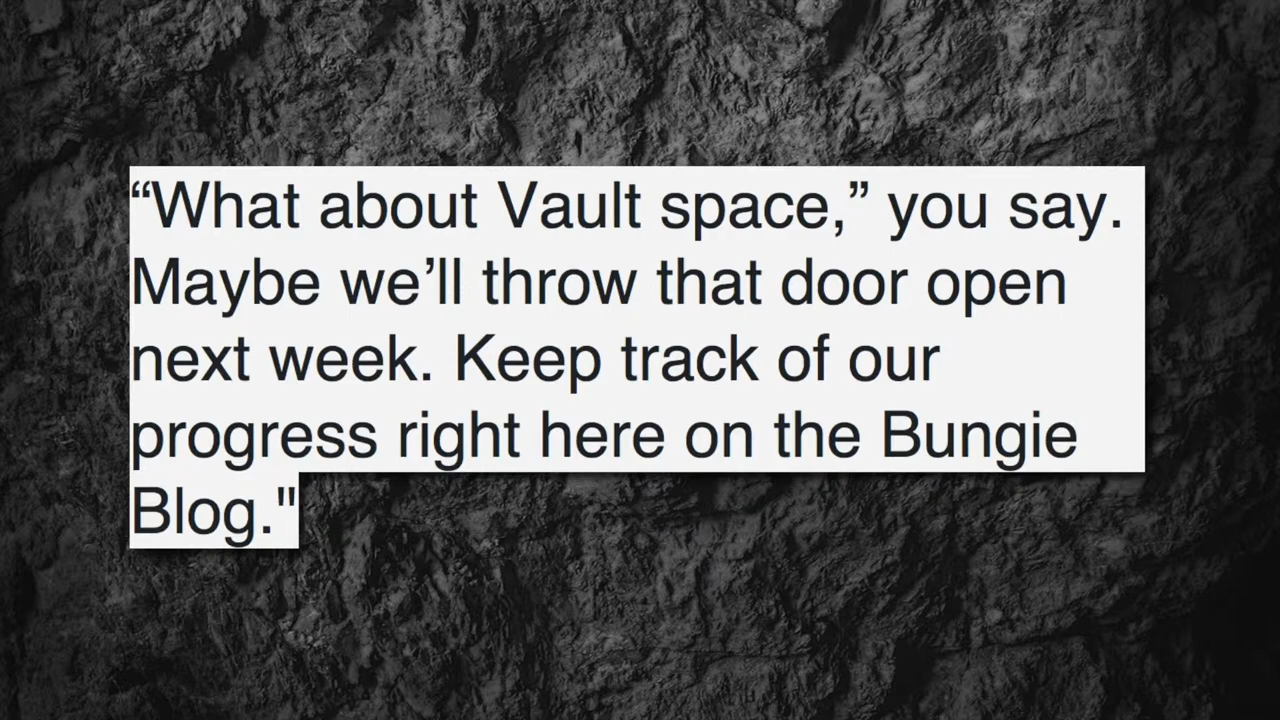 “What about Vault space,” you say.
Maybe we’ll throw that door open
next week. Keep track of our
progress right here on the Bungie
Blog."